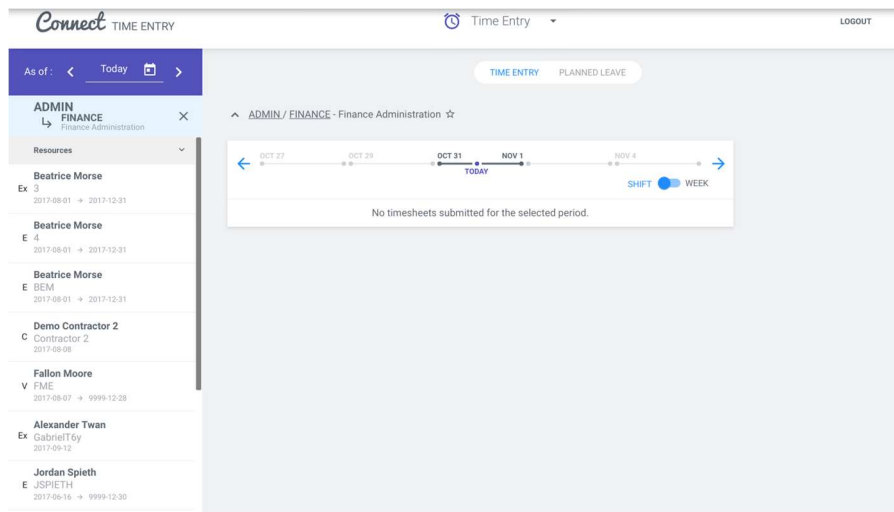 Connect TIME ENTRY
Time Entry
LOGOUT
As of : Today
TIME ENTRY PLANNED LEAVE
ADMIN
FINANCE
Finance Administration
ADMIN / FINANCE - Finance Administration
Resources
OCT 27 OCT 29 OCT 31 NOV 1 NOV 4
TODAY
SHIFT WEEK
No timesheets submitted for the selected period.
Beatrice Morse
Ex 3
2017-08-01 → 2017-12-31
Beatrice Morse
E 4
2017-08-01 → 2017-12-31
Beatrice Morse
E BEM
2017-08-01 → 2017-12-31
Demo Contractor 2
C Contractor 2
2017-08-08
Fallon Moore
V FME
2017-08-07 → 9999-12-28
Alexander Twan
Ex GabrielT6y
2017-09-12
Jordan Spieth
E JSPIETH
2017-06-16 → 9999-12-30